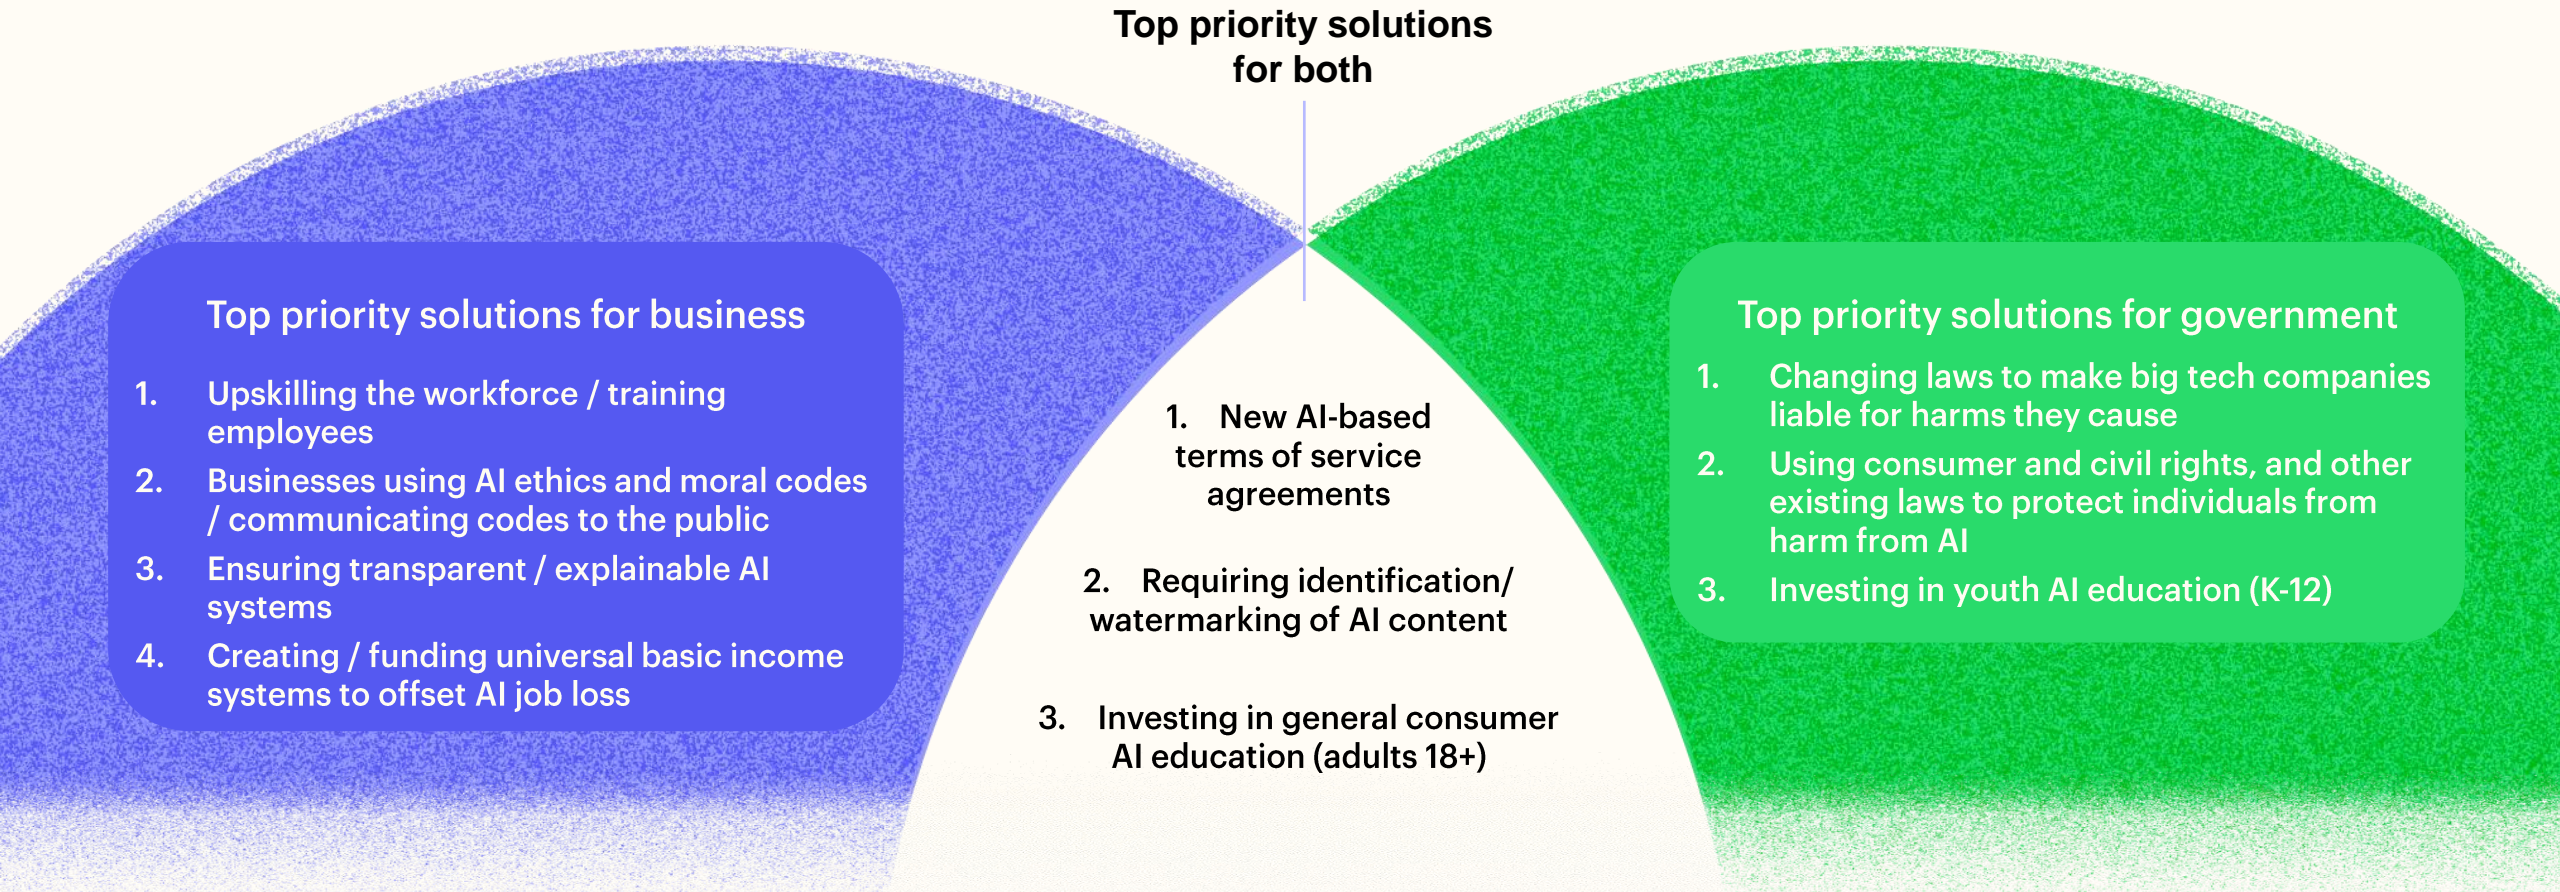 Top priority solutions
for both
Top priority solutions for business
1. Upskilling the workforce / training
employees
2. Businesses using AI ethics and moral codes
/ communicating codes to the public
3. Ensuring transparent / explainable AI
systems
4. Creating / funding universal basic income
systems to offset AI job loss
1. New AI-based
terms of service
agreements
2. Requiring identification/
watermarking of AI content
3. Investing in general consumer
AI education (adults 18+)
Top priority solutions for government
1. Changing laws to make big tech companies
liable for harms they cause
2. Using consumer and civil rights, and other
existing laws to protect individuals from
harm from AI
3. Investing in youth AI education (K-12)